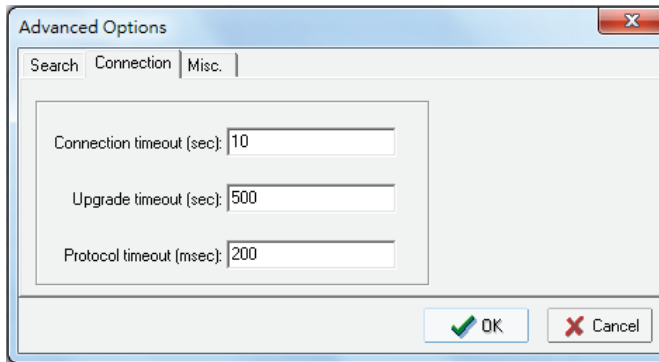 Advanced Options
Search Connection Misc.
Connection timeout (sec): 10
Upgrade timeout (sec): 500
Protocol timeout (msec): 200
OK Cancel